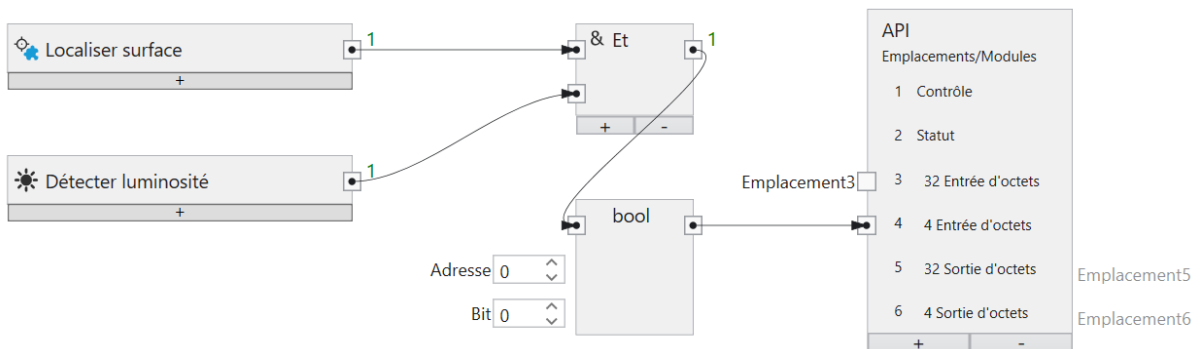 Localiser surface
1
+
& Et
1
+ -
Détecter luminosité
1
+
bool
Adresse 0
Bit 0
API
Emplacements/Modules
1 Contrôle
2 Statut
Emplacement3
3 32 Entrée d'octets
4 4 Entrée d'octets
5 32 Sortie d'octets
Emplacement5
6 4 Sortie d'octets
Emplacement6
+ -